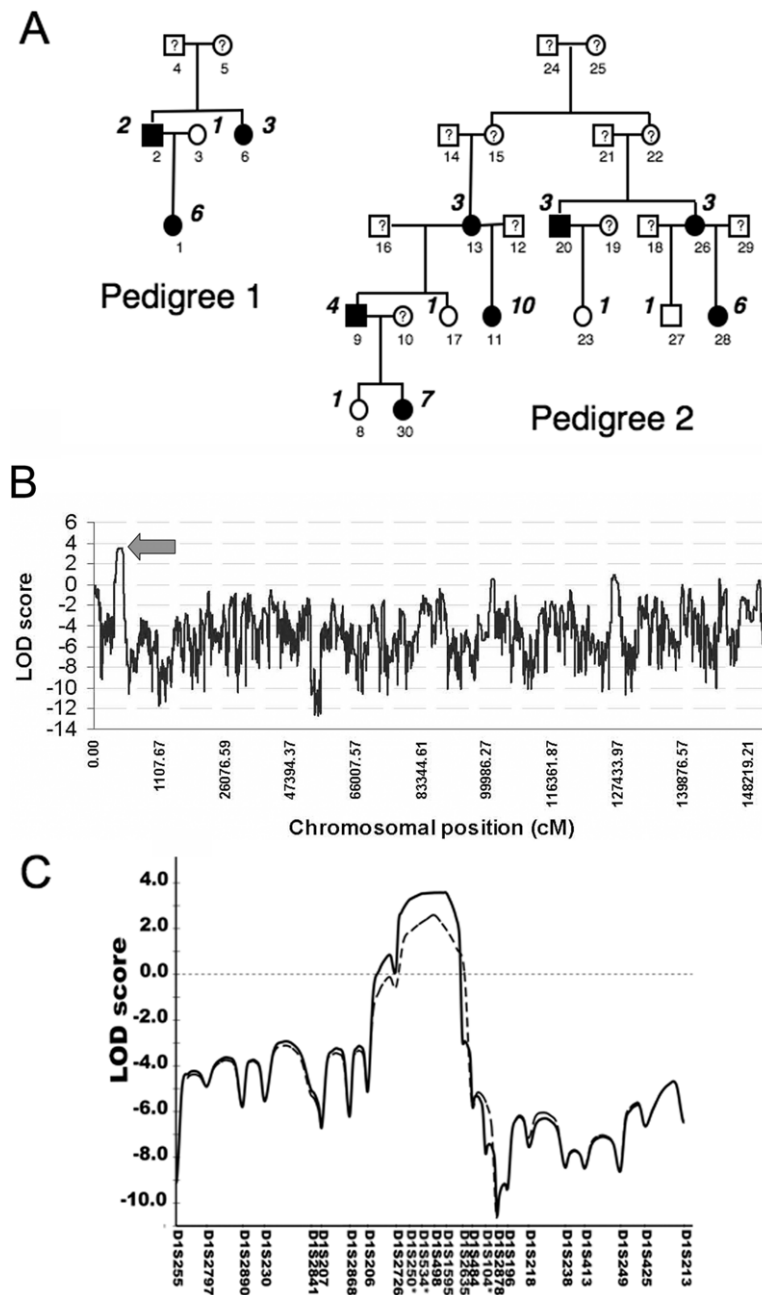 A
? ? ? ?
4 5 24 25
2 1 3 ? ? ? ?
2 3 6 14 15 21 22
6 3 3 3
1 ? ? ? ? ?
16 13 12 20 19 18 26 29
Pedigree 1
4 ? 1 10 1 1 6
9 10 17 11 23 27 28
1 7
8 30
Pedigree 2
B
6
4
2
0
-2
-4
-6
-8
-10
-12
-14
LOD score
0.00 1107.67 26079.59 47394.37 66007.57 83454.61 99986.27 116361.87 127433.97 139876.57 148219.21
Chromosomal position (cM)
C
4.0
2.0
0.0
-2.0
-4.0
-6.0
-8.0
-10.0
LOD score
D1S255 D1S2797 D1S2890 D1S230 D1S2841 D1S207 D1S2868 D1S206 D1S2726 D1S250* D1S534* D1S498 D1S1595 D1S2635 D1S484 D1S104* D1S2878 D1S196 D1S218 D1S238 D1S413 D1S249 D1S425 D1S213